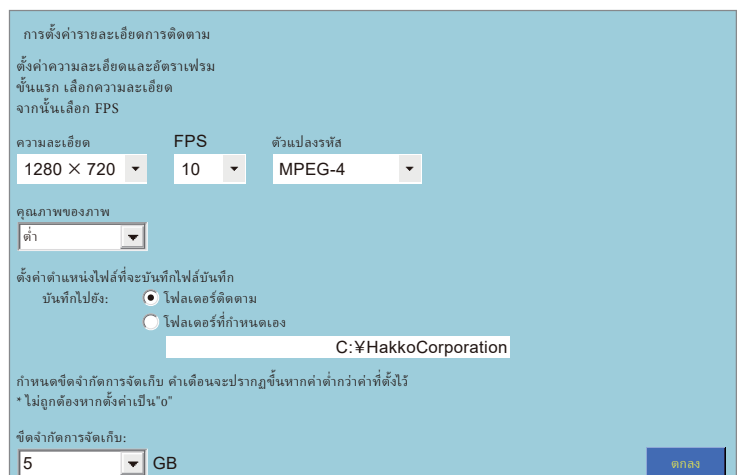 การตั้งค่ารายละเอียดการติดตาม
ตั้งค่าความละเอียดและอัตราเฟรม
ขั้นแรก เลือกความละเอียด
จากนั้นเลือก FPS
ความละเอียด FPS ตัวแปลงรหัส
1280 × 720 10 MPEG-4
คุณภาพของภาพ
ต่ำ
ตั้งค่าตำแหน่งไฟล์ที่จะบันทึกไฟล์บันทึก
บันทึกไปยัง: โฟลเดอร์ติดตาม
โฟลเดอร์ที่กำหนดเอง
C:¥HakkoCorporation
กำหนดขีดจำกัดการจัดเก็บ คำเตือนจะปรากฏขึ้นหากค่าต่ำกว่าค่าที่ตั้งไว้
* ไม่ถูกต้องหากตั้งค่าเป็น"0"
ขีดจำกัดการจัดเก็บ:
5 GB
ตกลง